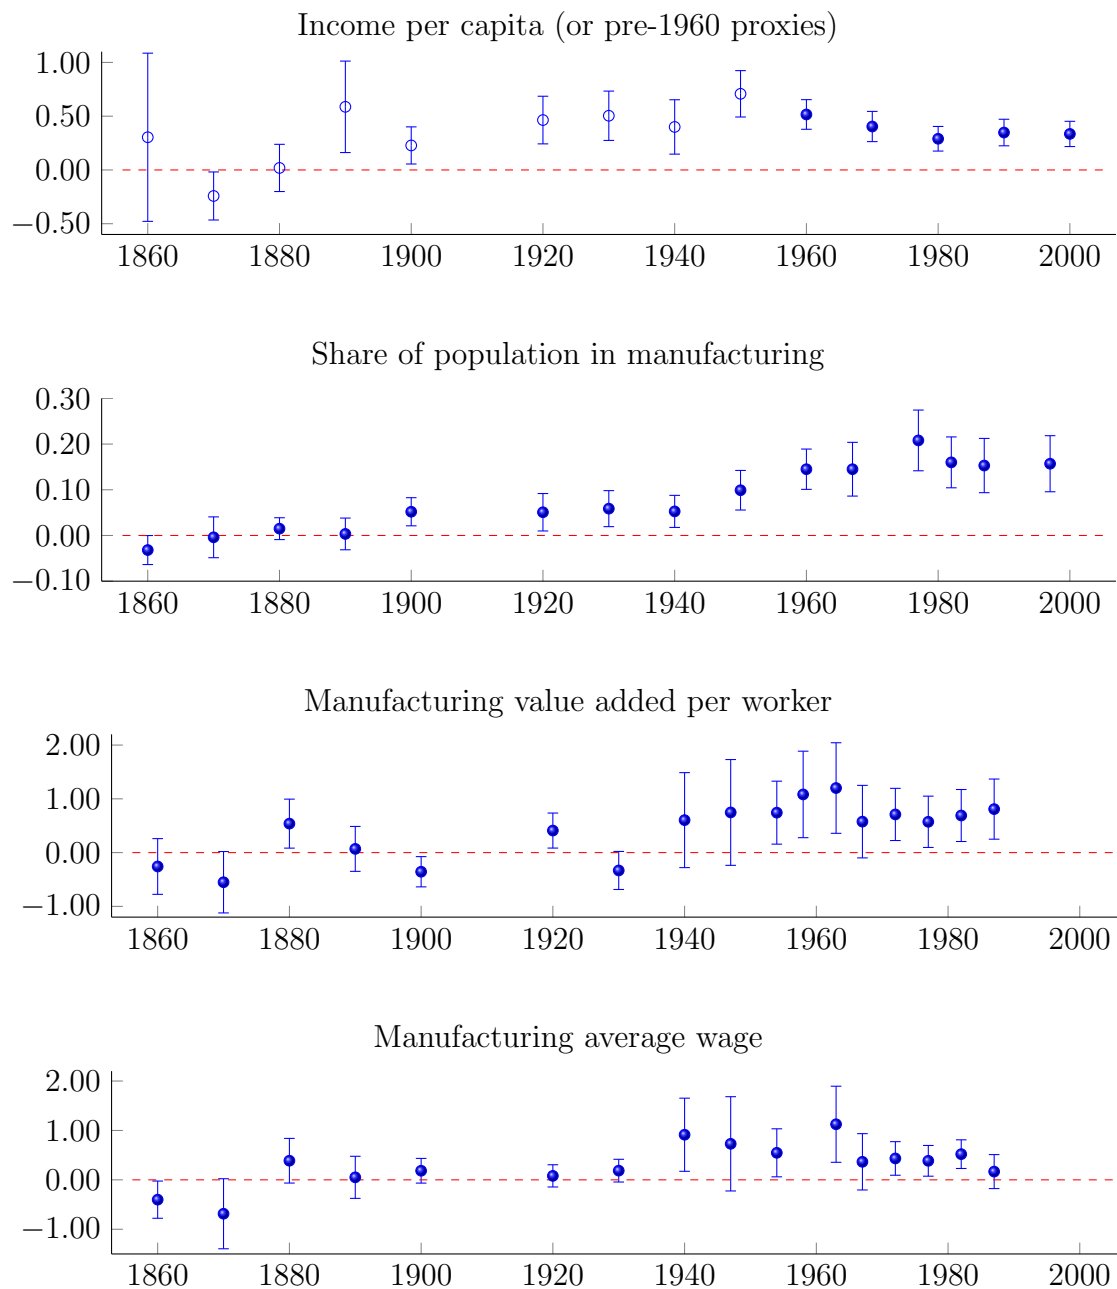 Income per capita (or pre-1960 proxies)
1.00
0.50
0.00
−0.50
1860 1880 1900 1920 1940 1960 1980 2000
Share of population in manufacturing
0.30
0.20
0.10
0.00
−0.10
1860 1880 1900 1920 1940 1960 1980 2000
Manufacturing value added per worker
2.00
1.00
0.00
−1.00
1860 1880 1900 1920 1940 1960 1980 2000
Manufacturing average wage
2.00
1.00
0.00
−1.00
1860 1880 1900 1920 1940 1960 1980 2000